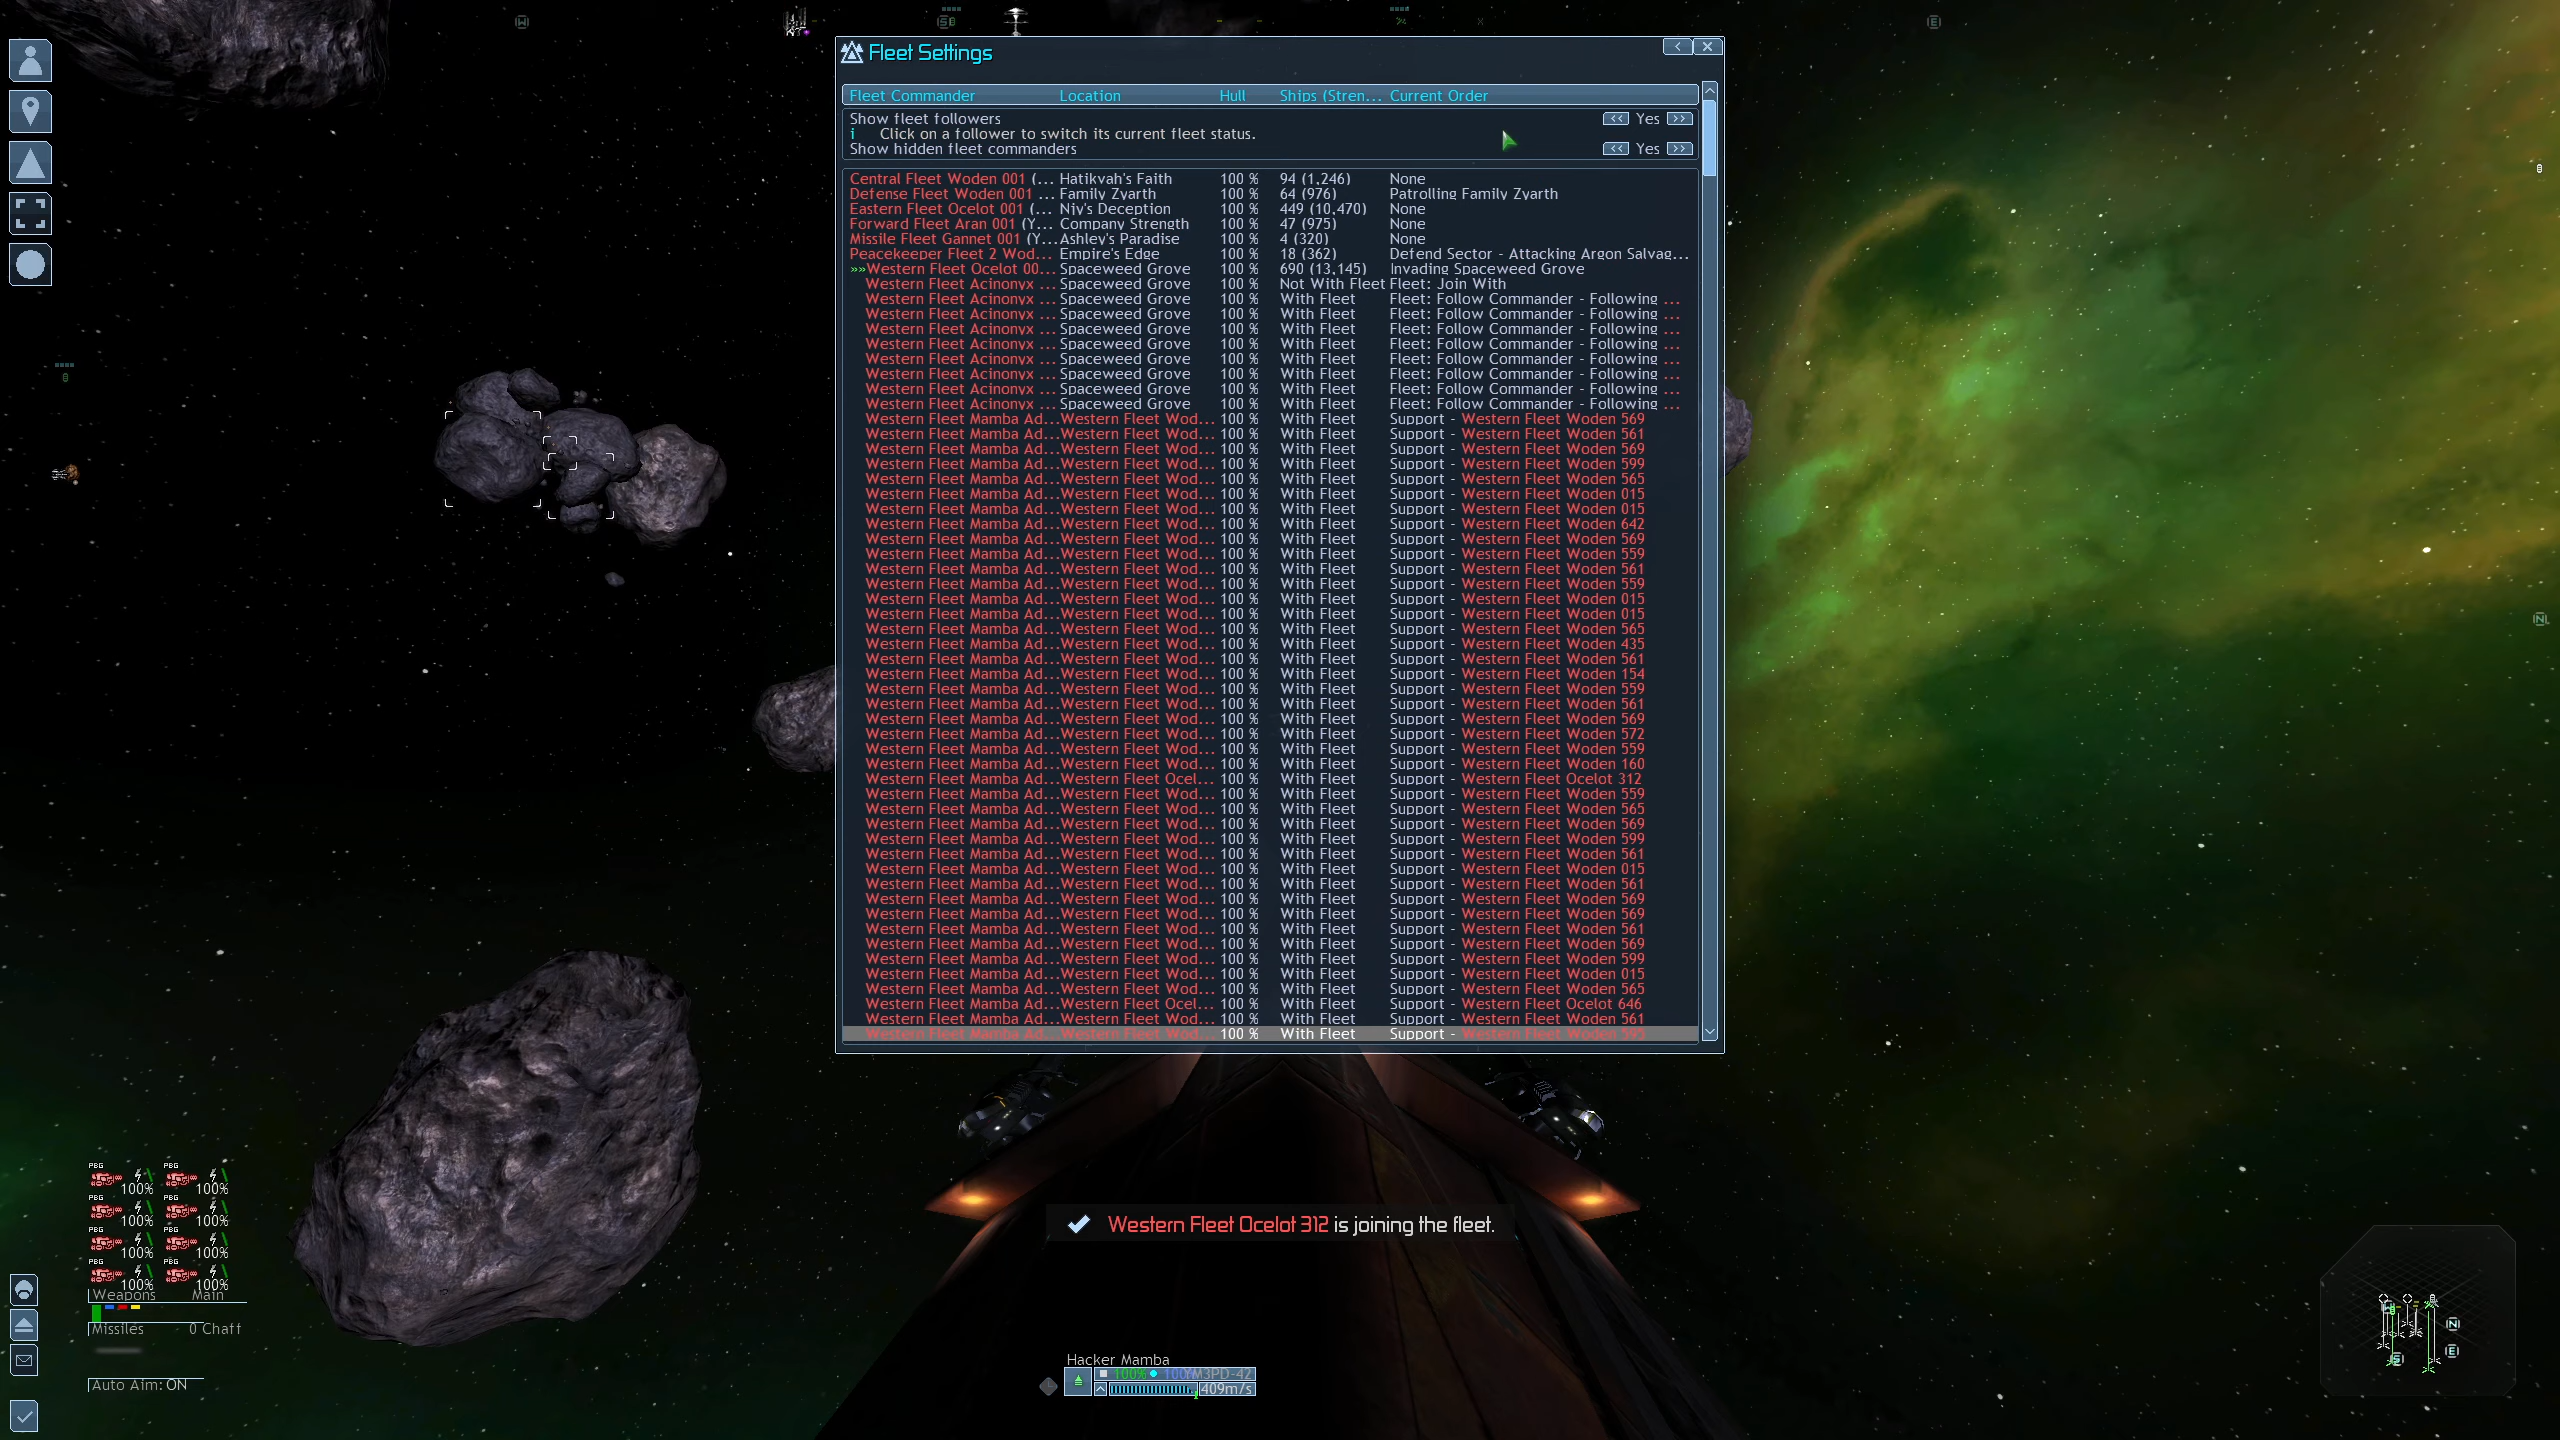 Fleet Settings
Fleet Commander Location Hull Ships (Stren... Current Order
Show fleet followers << Yes >>
i Click on a follower to switch its current fleet status.
Show hidden fleet commanders << Yes >>
Central Fleet Woden 001 (... Hatikvah's Faith 100 % 94 (1,246) None
Defense Fleet Woden 001 ... Family Zyarth 100 % 64 (976) Patrolling Family Zyarth
Eastern Fleet Ocelot 001 (... Njy's Deception 100 % 449 (10,470) None
Forward Fleet Aran 001 (Y... Company Strength 100 % 47 (975) None
Missile Fleet Gannet 001 (Y... Ashley's Paradise 100 % 4 (320) None
Peacekeeper Fleet 2 Wod... Empire's Edge 100 % 18 (362) Defend Sector - Attacking Argon Salvag...
»»Western Fleet Ocelot 00... Spaceweed Grove 100 % 690 (13,145) Invading Spaceweed Grove
Western Fleet Acinonyx ... Spaceweed Grove 100 % Not With Fleet Fleet: Join With
Western Fleet Acinonyx ... Spaceweed Grove 100 % With Fleet Fleet: Follow Commander - Following ...
Western Fleet Acinonyx ... Spaceweed Grove 100 % With Fleet Fleet: Follow Commander - Following ...
Western Fleet Acinonyx ... Spaceweed Grove 100 % With Fleet Fleet: Follow Commander - Following ...
Western Fleet Acinonyx ... Spaceweed Grove 100 % With Fleet Fleet: Follow Commander - Following ...
Western Fleet Acinonyx ... Spaceweed Grove 100 % With Fleet Fleet: Follow Commander - Following ...
Western Fleet Acinonyx ... Spaceweed Grove 100 % With Fleet Fleet: Follow Commander - Following ...
Western Fleet Acinonyx ... Spaceweed Grove 100 % With Fleet Fleet: Follow Commander - Following ...
Western Fleet Acinonyx ... Spaceweed Grove 100 % With Fleet Fleet: Follow Commander - Following ...
Western Fleet Mamba Ad... Western Fleet Wod... 100 % With Fleet Support - Western Fleet Woden 569
Western Fleet Mamba Ad... Western Fleet Wod... 100 % With Fleet Support - Western Fleet Woden 561
Western Fleet Mamba Ad... Western Fleet Wod... 100 % With Fleet Support - Western Fleet Woden 569
Western Fleet Mamba Ad... Western Fleet Wod... 100 % With Fleet Support - Western Fleet Woden 599
Western Fleet Mamba Ad... Western Fleet Wod... 100 % With Fleet Support - Western Fleet Woden 565
Western Fleet Mamba Ad... Western Fleet Wod... 100 % With Fleet Support - Western Fleet Woden 015
Western Fleet Mamba Ad... Western Fleet Wod... 100 % With Fleet Support - Western Fleet Woden 015
Western Fleet Mamba Ad... Western Fleet Wod... 100 % With Fleet Support - Western Fleet Woden 642
Western Fleet Mamba Ad... Western Fleet Wod... 100 % With Fleet Support - Western Fleet Woden 569
Western Fleet Mamba Ad... Western Fleet Wod... 100 % With Fleet Support - Western Fleet Woden 559
Western Fleet Mamba Ad... Western Fleet Wod... 100 % With Fleet Support - Western Fleet Woden 561
Western Fleet Mamba Ad... Western Fleet Wod... 100 % With Fleet Support - Western Fleet Woden 559
Western Fleet Mamba Ad... Western Fleet Wod... 100 % With Fleet Support - Western Fleet Woden 015
Western Fleet Mamba Ad... Western Fleet Wod... 100 % With Fleet Support - Western Fleet Woden 015
Western Fleet Mamba Ad... Western Fleet Wod... 100 % With Fleet Support - Western Fleet Woden 565
Western Fleet Mamba Ad... Western Fleet Wod... 100 % With Fleet Support - Western Fleet Woden 435
Western Fleet Mamba Ad... Western Fleet Wod... 100 % With Fleet Support - Western Fleet Woden 561
Western Fleet Mamba Ad... Western Fleet Wod... 100 % With Fleet Support - Western Fleet Woden 154
Western Fleet Mamba Ad... Western Fleet Wod... 100 % With Fleet Support - Western Fleet Woden 559
Western Fleet Mamba Ad... Western Fleet Wod... 100 % With Fleet Support - Western Fleet Woden 561
Western Fleet Mamba Ad... Western Fleet Wod... 100 % With Fleet Support - Western Fleet Woden 569
Western Fleet Mamba Ad... Western Fleet Wod... 100 % With Fleet Support - Western Fleet Woden 572
Western Fleet Mamba Ad... Western Fleet Wod... 100 % With Fleet Support - Western Fleet Woden 559
Western Fleet Mamba Ad... Western Fleet Wod... 100 % With Fleet Support - Western Fleet Woden 160
Western Fleet Mamba Ad... Western Fleet Ocel... 100 % With Fleet Support - Western Fleet Ocelot 312
Western Fleet Mamba Ad... Western Fleet Wod... 100 % With Fleet Support - Western Fleet Woden 559
Western Fleet Mamba Ad... Western Fleet Wod... 100 % With Fleet Support - Western Fleet Woden 565
Western Fleet Mamba Ad... Western Fleet Wod... 100 % With Fleet Support - Western Fleet Woden 569
Western Fleet Mamba Ad... Western Fleet Wod... 100 % With Fleet Support - Western Fleet Woden 599
Western Fleet Mamba Ad... Western Fleet Wod... 100 % With Fleet Support - Western Fleet Woden 561
Western Fleet Mamba Ad... Western Fleet Wod... 100 % With Fleet Support - Western Fleet Woden 015
Western Fleet Mamba Ad... Western Fleet Wod... 100 % With Fleet Support - Western Fleet Woden 561
Western Fleet Mamba Ad... Western Fleet Wod... 100 % With Fleet Support - Western Fleet Woden 569
Western Fleet Mamba Ad... Western Fleet Wod... 100 % With Fleet Support - Western Fleet Woden 569
Western Fleet Mamba Ad... Western Fleet Wod... 100 % With Fleet Support - Western Fleet Woden 561
Western Fleet Mamba Ad... Western Fleet Wod... 100 % With Fleet Support - Western Fleet Woden 569
Western Fleet Mamba Ad... Western Fleet Wod... 100 % With Fleet Support - Western Fleet Woden 599
Western Fleet Mamba Ad... Western Fleet Wod... 100 % With Fleet Support - Western Fleet Woden 015
Western Fleet Mamba Ad... Western Fleet Wod... 100 % With Fleet Support - Western Fleet Woden 565
Western Fleet Mamba Ad... Western Fleet Ocel... 100 % With Fleet Support - Western Fleet Ocelot 646
Western Fleet Mamba Ad... Western Fleet Wod... 100 % With Fleet Support - Western Fleet Woden 561
Western Fleet Mamba Ad... Western Fleet Wod... 100 % With Fleet Support - Western Fleet Woden
Western Fleet Ocelot 312 is joining the fleet.
PBG PBG
100% 100%
PBG PBG
100% 100%
PBG PBG
100% 100%
PBG PBG
100% 100%
Weapons Main
Missiles 0 Chaff
Auto Aim: ON
Hacker Mamba
100% 100% M3PD-42
409m/s
W
S
E
N
N
E
S